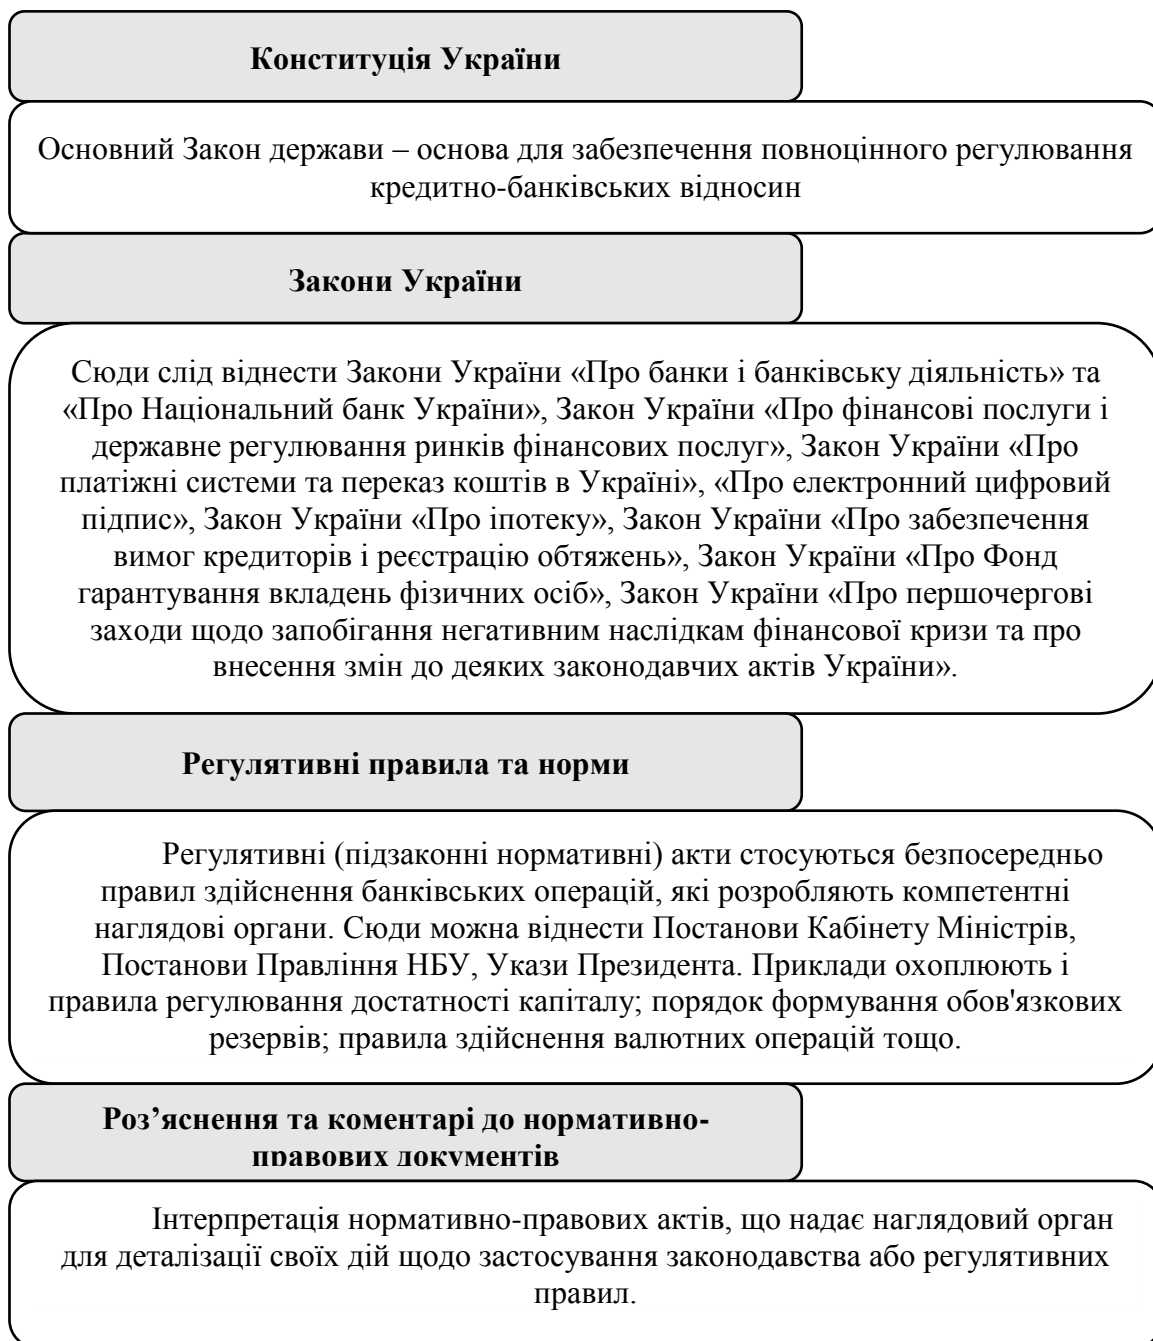 Конституція України
Основний Закон держави – основа для забезпечення повноцінного регулювання
кредитно-банківських відносин
Закони України
Сюди слід віднести Закони України «Про банки і банківську діяльність» та
«Про Національний банк України», Закон України «Про фінансові послуги і
державне регулювання ринків фінансових послуг», Закон України «Про
платіжні системи та переказ коштів в Україні», «Про електронний цифровий
підпис», Закон України «Про іпотеку», Закон України «Про забезпечення
вимог кредиторів і реєстрацію обтяжень», Закон України «Про Фонд
гарантування вкладень фізичних осіб», Закон України «Про першочергові
заходи щодо запобігання негативним наслідкам фінансової кризи та про
внесення змін до деяких законодавчих актів України».
Регулятивні правила та норми
Регулятивні (підзаконні нормативні) акти стосуються безпосередньо
правил здійснення банківських операцій, які розробляють компетентні
наглядові органи. Сюди можна віднести Постанови Кабінету Міністрів,
Постанови Правління НБУ, Укази Президента. Приклади охоплюють і
правила регулювання достатності капіталу; порядок формування обов'язкових
резервів; правила здійснення валютних операцій тощо.
Роз’яснення та коментарі до нормативно-
правових документів
Інтерпретація нормативно-правових актів, що надає наглядовий орган
для деталізації своїх дій щодо застосування законодавства або регулятивних
правил.